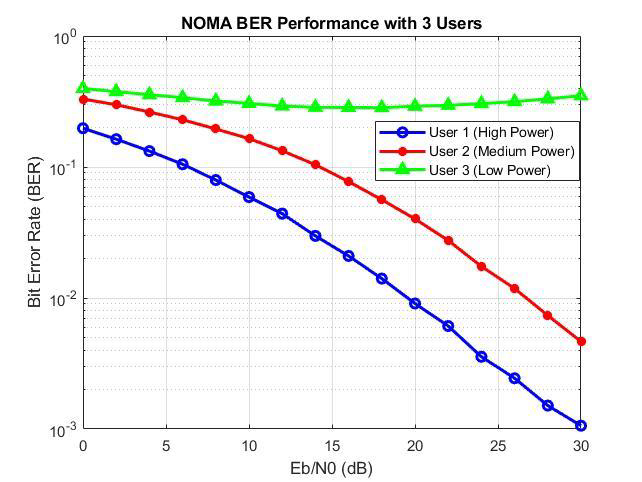 NOMA BER Performance with 3 Users
10^0
10^-1
10^-2
10^-3
Bit Error Rate (BER)
User 1 (High Power)
User 2 (Medium Power)
User 3 (Low Power)
0 5 10 15 20 25 30
Eb/N0 (dB)